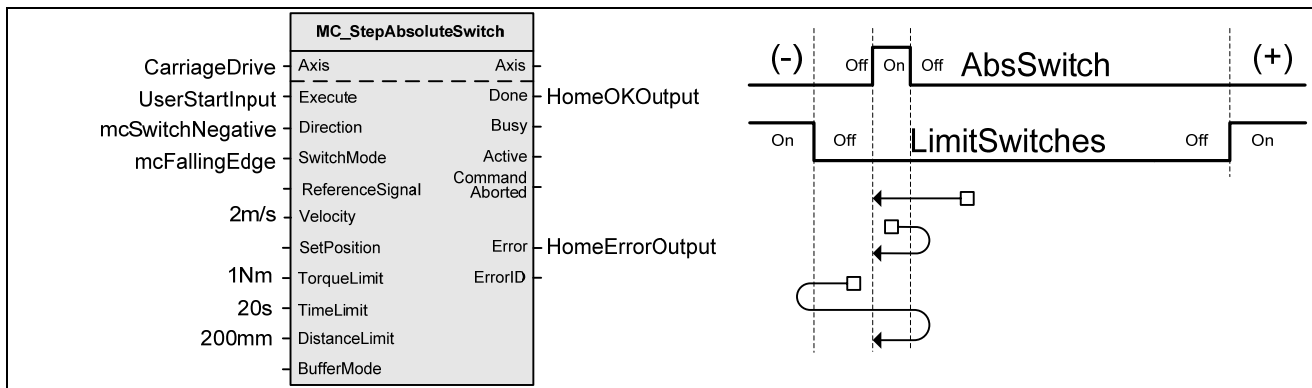 MC_StepAbsoluteSwitch
CarriageDrive Axis Axis
UserStartInput Execute Done HomeOKOutput
mcSwitchNegative Direction Busy
mcFallingEdge SwitchMode Active
ReferenceSignal Command
Aborted
2m/s Velocity
SetPosition Error HomeErrorOutput
1Nm TorqueLimit ErrorID
20s TimeLimit
200mm DistanceLimit
BufferMode
(-) Off On Off AbsSwitch (+)
On Off LimitSwitches Off On